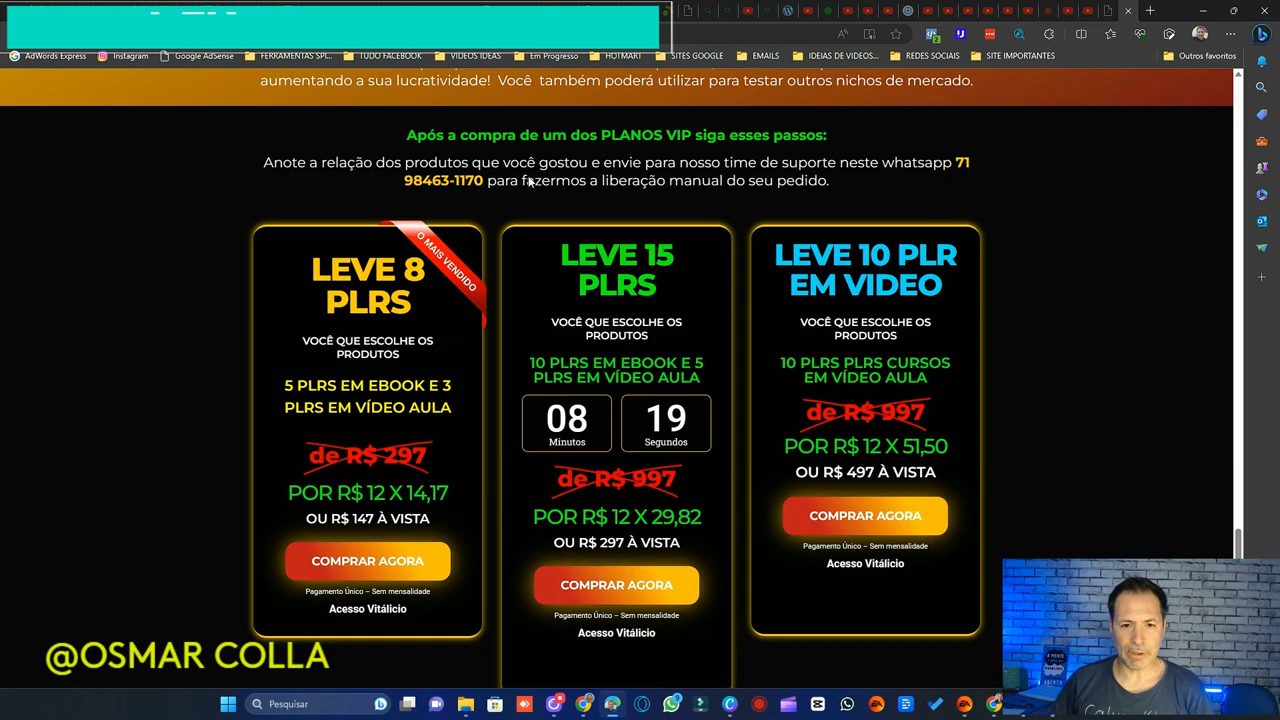 AdWords Express
Instagram
Google AdSense
FERRAMENTAS SPI...
TUDO FACEBOOK
VIDEOS IDEIAS
Em Progresso
HOTMART
SITES GOOGLE
EMAILS
IDEIAS DE VIDEOS...
REDES SOCIAIS
SITE IMPORTANTES
Outros favoritos
aumentando a sua lucratividade! Você também poderá utilizar para testar outros nichos de mercado.
Após a compra de um dos PLANOS VIP siga esses passos:
Anote a relação dos produtos que você gostou e envie para nosso time de suporte neste whatsapp 71
98463-1170 para fazermos a liberação manual do seu pedido.
O MAIS VENDIDO
LEVE 8
PLRS
VOCÊ QUE ESCOLHE OS
PRODUTOS
5 PLRS EM EBOOK E 3
PLRS EM VÍDEO AULA
de R$ 297
POR R$ 12 X 14,17
OU R$ 147 À VISTA
COMPRAR AGORA
Pagamento Único – Sem mensalidade
Acesso Vitálicio
LEVE 15
PLRS
VOCÊ QUE ESCOLHE OS
PRODUTOS
10 PLRS EM EBOOK E 5
PLRS EM VÍDEO AULA
08
Minutos
19
Segundos
de R$ 997
POR R$ 12 X 29,82
OU R$ 297 À VISTA
COMPRAR AGORA
Pagamento Único – Sem mensalidade
Acesso Vitálicio
LEVE 10 PLR
EM VIDEO
VOCÊ QUE ESCOLHE OS
PRODUTOS
10 PLRS PLRS CURSOS
EM VÍDEO AULA
de R$ 997
POR R$ 12 X 51,50
OU R$ 497 À VISTA
COMPRAR AGORA
Pagamento Único – Sem mensalidade
Acesso Vitálicio
@OSMAR COLLA
Pesquisar